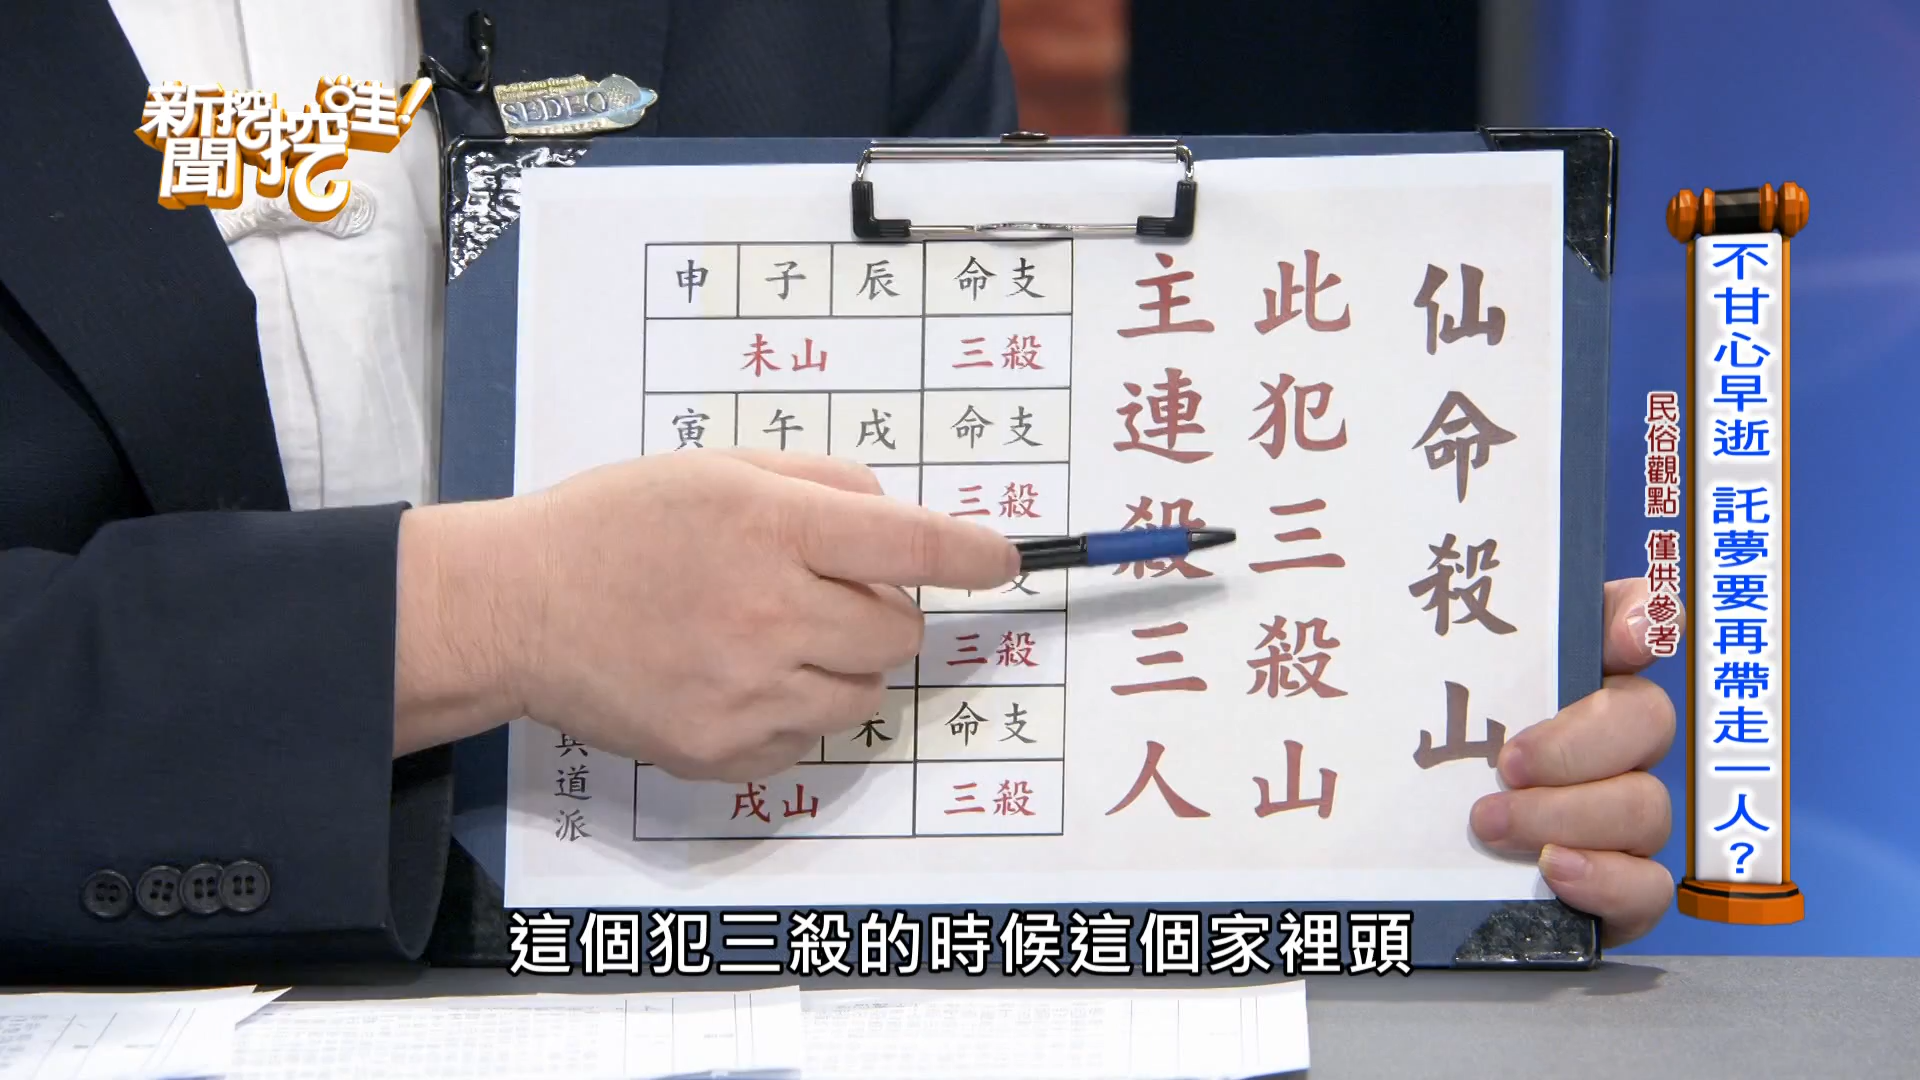 新聞挖挖哇!
SEDEO
仙命殺山
此犯三殺山
主連殺三人
申 子 辰 命支
未山 三殺
寅 午 戌 命支
三殺
支
三殺
未 命支
戌山 三殺
道派
不甘心早逝 託夢要再帶走一人?
民俗觀點 僅供參考
這個犯三殺的時候這個家裡頭